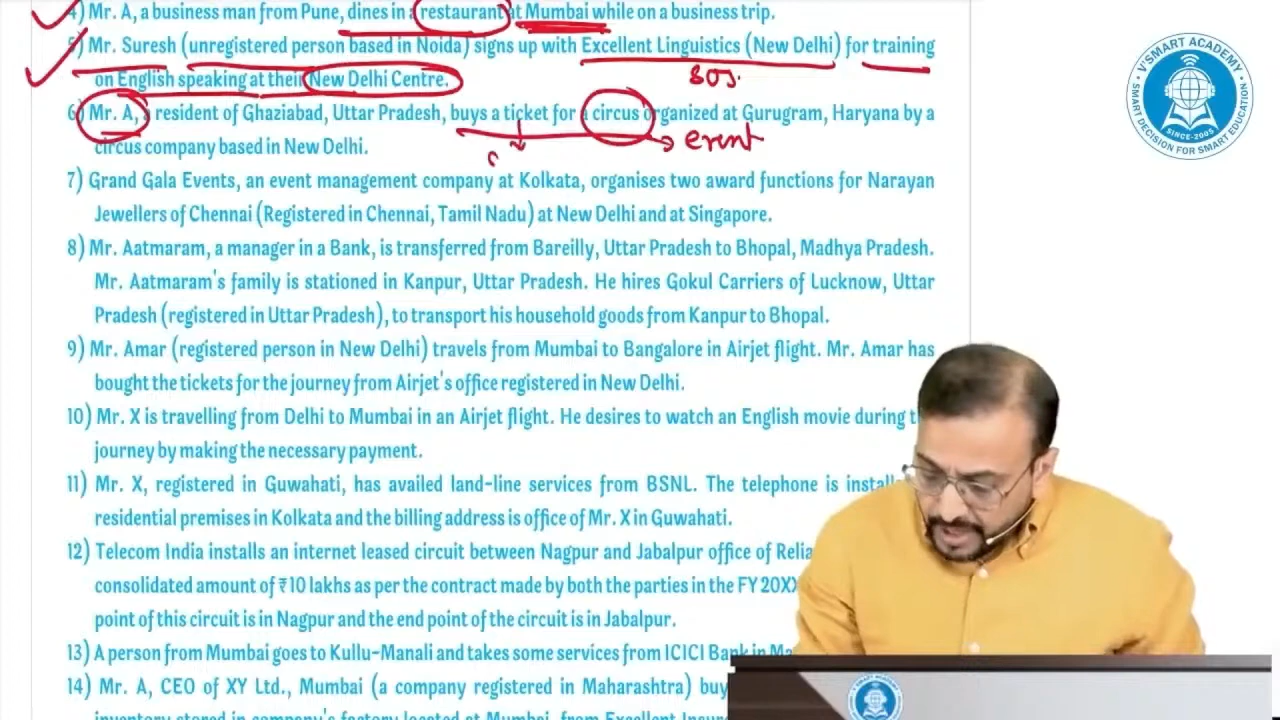 4) Mr. A, a business man from Pune, dines in a restaurant at Mumbai while on a business trip.
5) Mr. Suresh (unregistered person based in Noida) signs up with Excellent Linguistics (New Delhi) for training
on English speaking at their New Delhi Centre.
SOS.
6) Mr. A, a resident of Ghaziabad, Uttar Pradesh, buys a ticket for a circus organized at Gurugram, Haryana by a
circus company based in New Delhi.
event
7) Grand Gala Events, an event management company at Kolkata, organises two award functions for Narayan
Jewellers of Chennai (Registered in Chennai, Tamil Nadu) at New Delhi and at Singapore.
8) Mr. Aatmaram, a manager in a Bank, is transferred from Bareilly, Uttar Pradesh to Bhopal, Madhya Pradesh.
Mr. Aatmaram's family is stationed in Kanpur, Uttar Pradesh. He hires Gokul Carriers of Lucknow, Uttar
Pradesh (registered in Uttar Pradesh), to transport his household goods from Kanpur to Bhopal.
9) Mr. Amar (registered person in New Delhi) travels from Mumbai to Bangalore in Airjet flight. Mr. Amar has
bought the tickets for the journey from Airjet's office registered in New Delhi.
10) Mr. X is travelling from Delhi to Mumbai in an Airjet flight. He desires to watch an English movie during
journey by making the necessary payment.
11) Mr. X, registered in Guwahati, has availed land-line services from BSNL. The telephone is
residential premises in Kolkata and the billing address is office of Mr. X in Guwahati.
12) Telecom India installs an internet leased circuit between Nagpur and Jabalpur office of
consolidated amount of ₹10 lakhs as per the contract made by both the parties in the FY 20XX
point of this circuit is in Nagpur and the end point of the circuit is in Jabalpur.
13) A person from Mumbai goes to Kullu-Manali and takes some services from ICICI Bank in
14) Mr. A, CEO of XY Ltd., Mumbai (a company registered in Maharashtra)
inventory stored in company's factory located at Mumbai, from Excellent
V'SMART ACADEMY
SMART DECISION FOR SMART EDUCATION
SINCE-2005